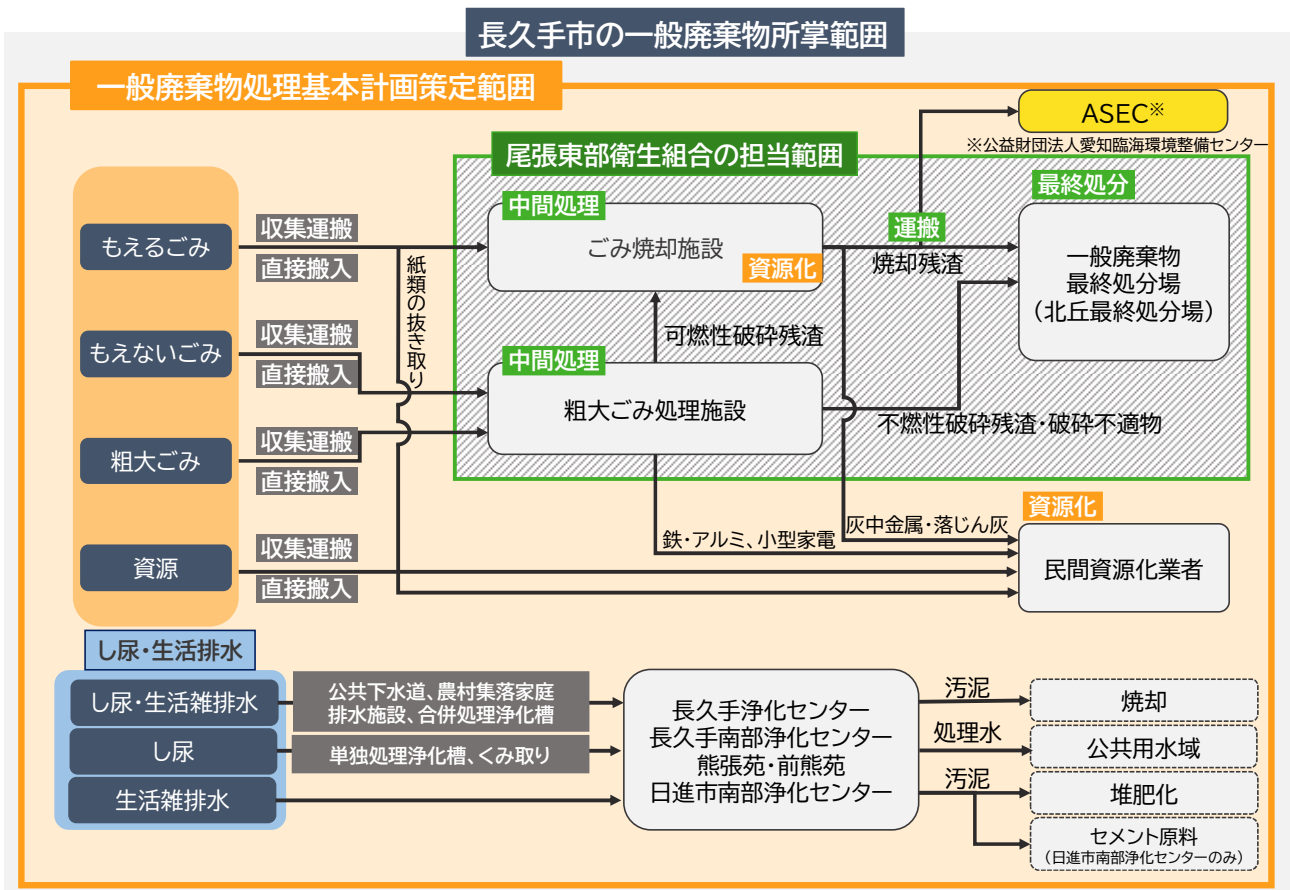 長久手市の一般廃棄物所掌範囲
一般廃棄物処理基本計画策定範囲
ASEC※
※公益財団法人愛知臨海環境整備センター
尾張東部衛生組合の担当範囲
もえるごみ
収集運搬
直接搬入
紙類の抜き取り
中間処理
ごみ焼却施設
資源化
運搬
焼却残渣
最終処分
一般廃棄物
最終処分場
（北丘最終処分場）
もえないごみ
収集運搬
直接搬入
可燃性破砕残渣
中間処理
粗大ごみ処理施設
不燃性破砕残渣・破砕不適物
粗大ごみ
収集運搬
直接搬入
資源
収集運搬
直接搬入
鉄・アルミ、小型家電
灰中金属・落じん灰
資源化
民間資源化業者
し尿・生活排水
し尿・生活雑排水
公共下水道、農村集落家庭
排水施設、合併処理浄化槽
し尿
単独処理浄化槽、くみ取り
生活雑排水
長久手浄化センター
長久手南部浄化センター
熊張苑・前熊苑
日進市南部浄化センター
汚泥
焼却
処理水
公共用水域
汚泥
堆肥化
セメント原料
（日進市南部浄化センターのみ）